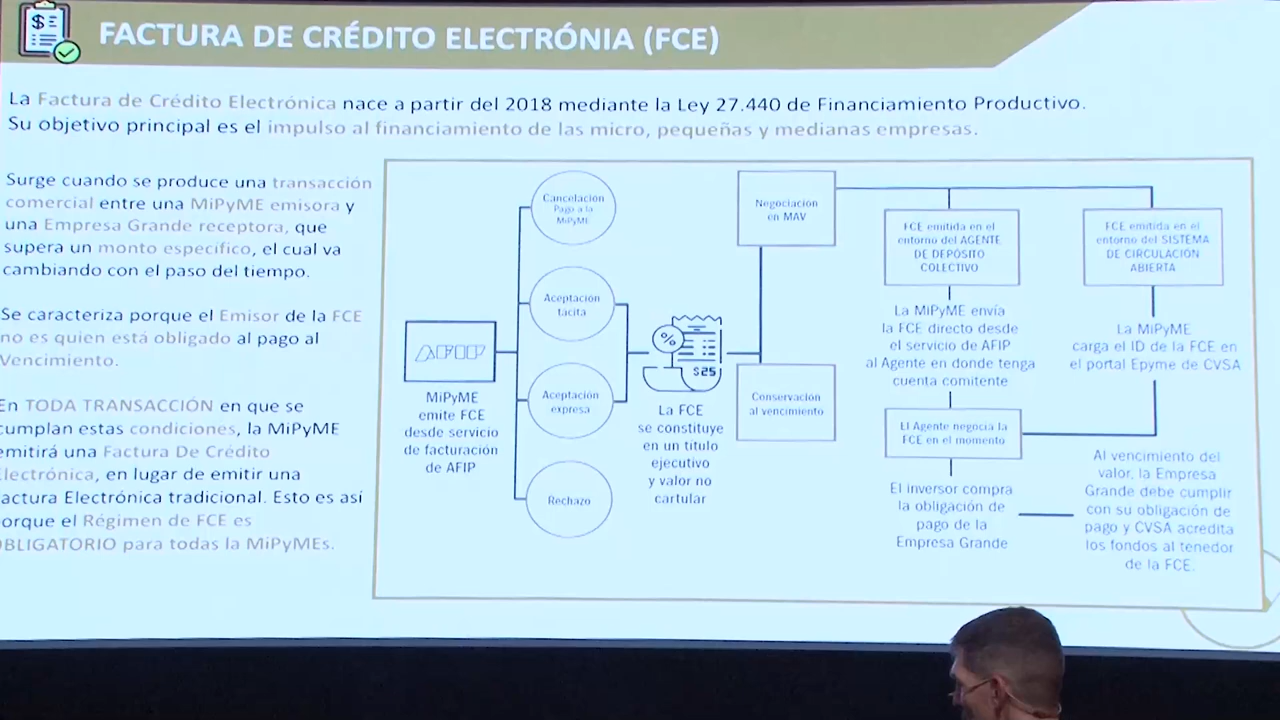 FACTURA DE CRÉDITO ELECTRÓNIA (FCE)
La Factura de Crédito Electrónica nace a partir del 2018 mediante la Ley 27.440 de Financiamiento Productivo.
Su objetivo principal es el impulso al financiamiento de las micro, pequeñas y medianas empresas.
Surge cuando se produce una transacción
comercial entre una MiPyME emisora y
una Empresa Grande receptora, que
supera un monto específico, el cual va
cambiando con el paso del tiempo.
Se caracteriza porque el Emisor de la FCE
no es quien está obligado al pago al
Vencimiento.
En TODA TRANSACCIÓN en que se
cumplan estas condiciones, la MiPyME
emitirá una Factura De Crédito
Electrónica, en lugar de emitir una
actura Electrónica tradicional. Esto es así
orque el Régimen de FCE es
OBLIGATORIO para todas la MiPyMEs.
AFIP
MiPyME
emite FCE
desde servicio
de facturación
de AFIP
Cancelación
Pago a la
MiPyME
Aceptación
tácita
Aceptación
expresa
Rechazo
%
$25
La FCE
se constituye
en un título
ejecutivo
y valor no
cartular
Negociación
en MAV
Conservación
al vencimiento
FCE emitida en el
entorno del AGENTE
DE DEPÓSITO
COLECTIVO
La MiPyME envía
la FCE directo desde
el servicio de AFIP
al Agente en donde tenga
cuenta comitente
El Agente negocia la
FCE en el momento
El inversor compra
la obligación de
pago de la
Empresa Grande
FCE emitida en el
entorno del SISTEMA
DE CIRCULACIÓN
ABIERTA
La MiPyME
carga el ID de la FCE en
el portal Epyme de CVSA
Al vencimiento del
valor, la Empresa
Grande debe cumplir
con su obligación de
pago y CVSA acredita
los fondos al tenedor
de la FCE.